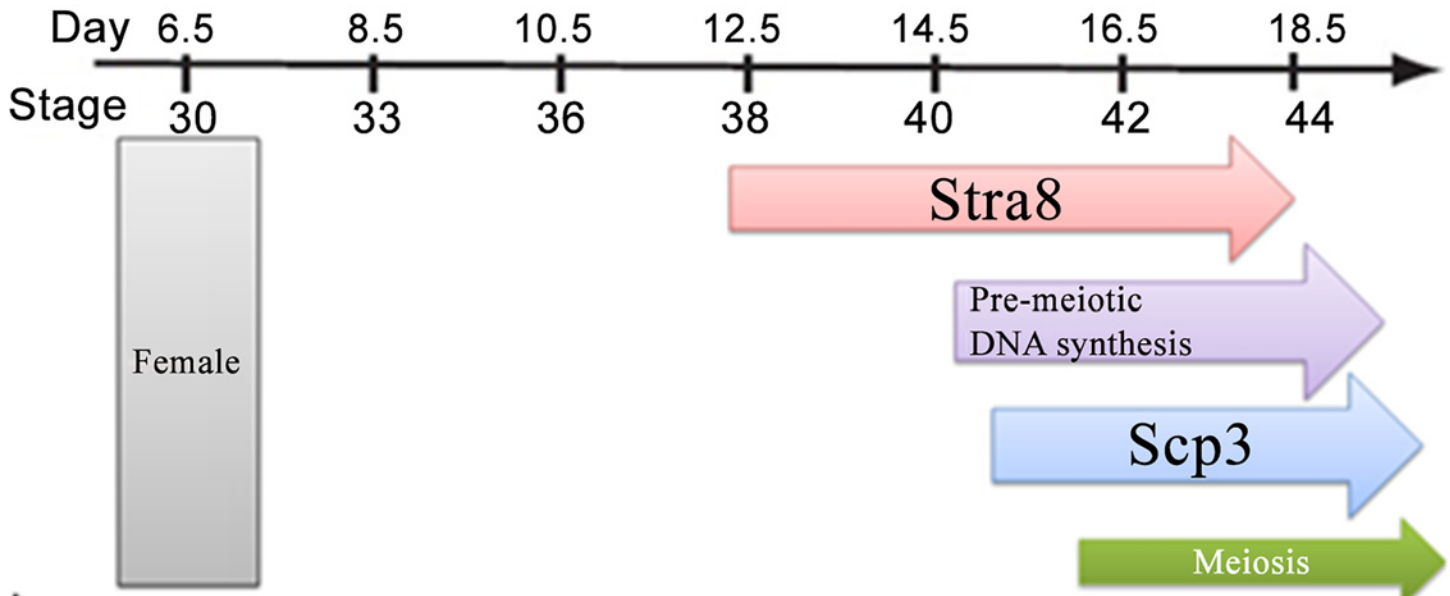 Day 6.5 8.5 10.5 12.5 14.5 16.5 18.5
Stage 30 33 36 38 40 42 44
Stra8
Pre-meiotic
DNA synthesis
Female
Scp3
Meiosis